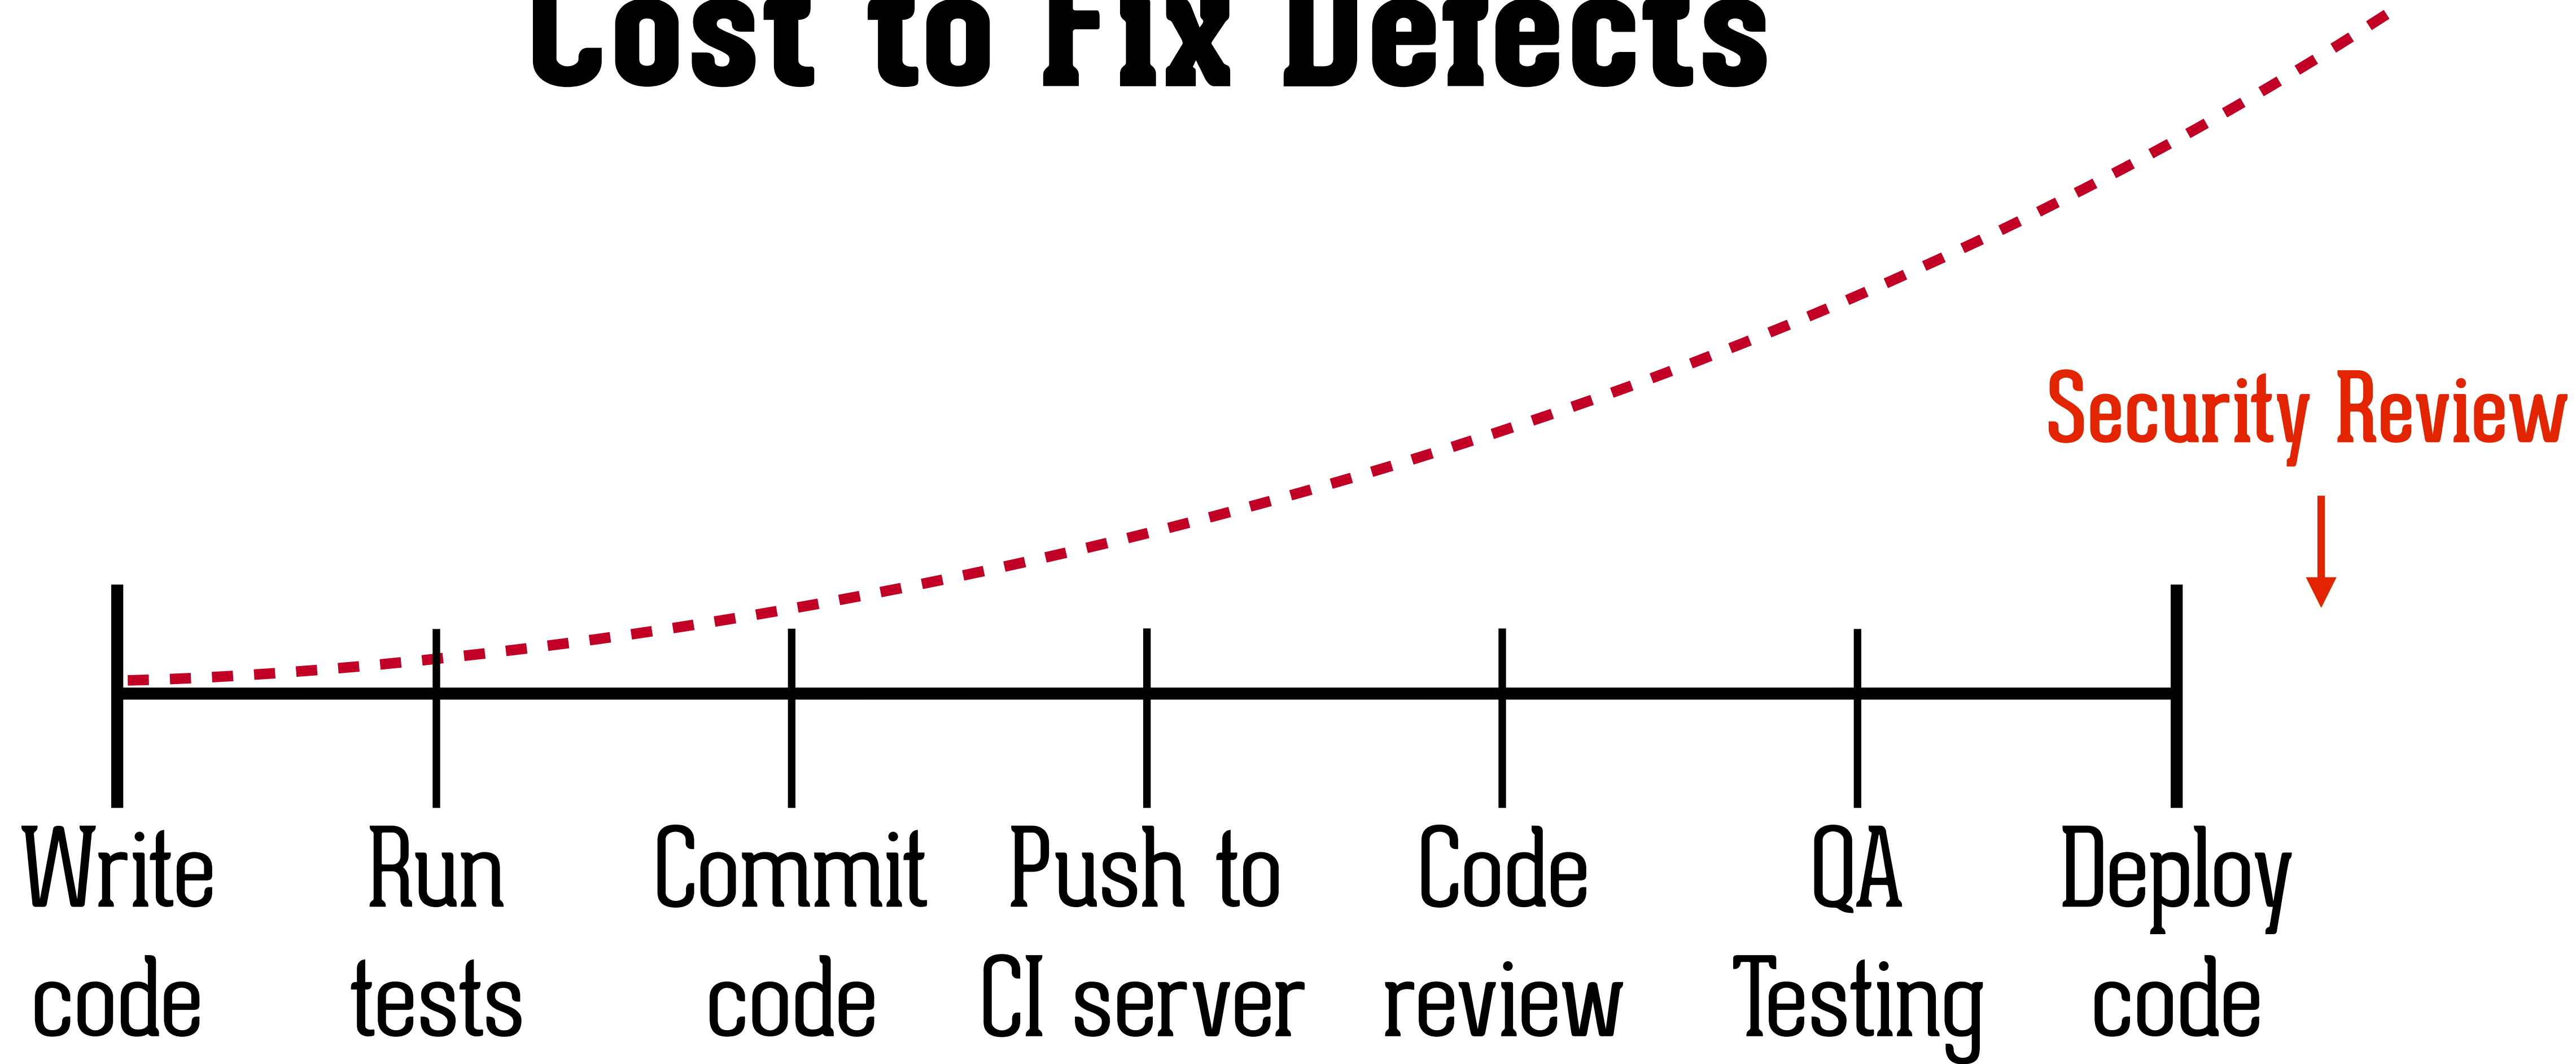 Cost to Fix Defects
Security Review
Write code
Run tests
Commit code
Push to CI server
Code review
QA Testing
Deploy code